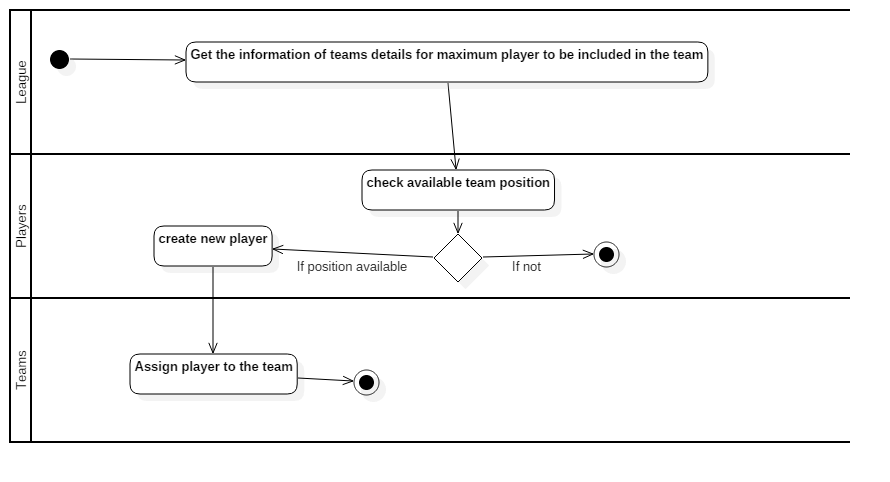 League
Get the information of teams details for maximum player to be included in the team
Players
check available team position
create new player
If position available
If not
Teams
Assign player to the team